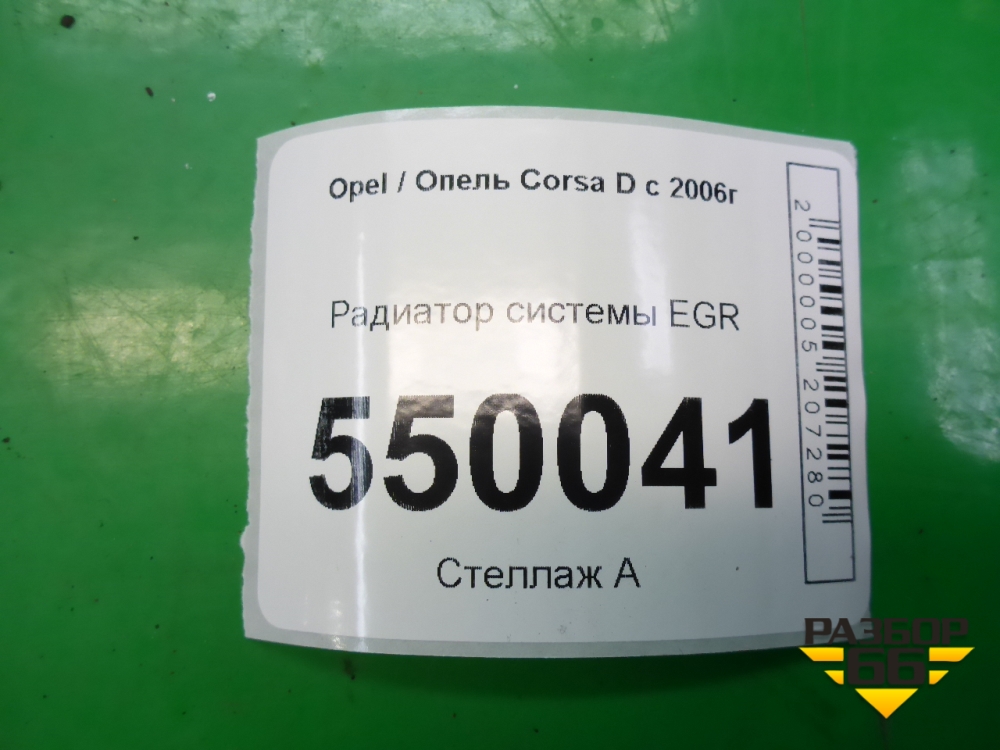 Opel / Опель Corsa D с 2006г
Радиатор системы EGR
550041
Стеллаж А
2000005207280
РАЗБОР
66